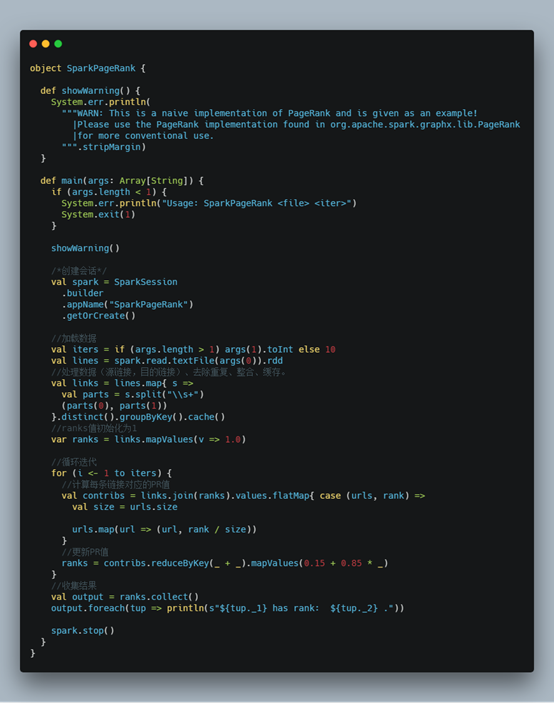 object SparkPageRank {
def showWarning() {
System.err.println(
"""WARN: This is a naive implementation of PageRank and is given as an example!
|Please use the PageRank implementation found in org.apache.spark.graphx.lib.PageRank
|for more conventional use.
""".stripMargin)
}
def main(args: Array[String]) {
if (args.length < 1) {
System.err.println("Usage: SparkPageRank <file> <iter>")
System.exit(1)
}
showWarning()
/*创建会话*/
val spark = SparkSession
.builder
.appName("SparkPageRank")
.getOrCreate()
//加载数据
val iters = if (args.length > 1) args(1).toInt else 10
val lines = spark.read.textFile(args(0)).rdd
//处理数据（源链接，目的链接）、去除重复、整合、缓存。
val links = lines.map{ s =>
val parts = s.split("\\s+")
(parts(0), parts(1))
}.distinct().groupByKey().cache()
//ranks值初始化为1
var ranks = links.mapValues(v => 1.0)
//循环迭代
for (i <- 1 to iters) {
//计算每条链接对应的PR值
val contribs = links.join(ranks).values.flatMap{ case (urls, rank) =>
val size = urls.size
urls.map(url => (url, rank / size))
}
//更新PR值
ranks = contribs.reduceByKey(_ + _).mapValues(0.15 + 0.85 * _)
}
//收集结果
val output = ranks.collect()
output.foreach(tup => println(s"${tup._1} has rank:  ${tup._2} ."))
spark.stop()
}
}